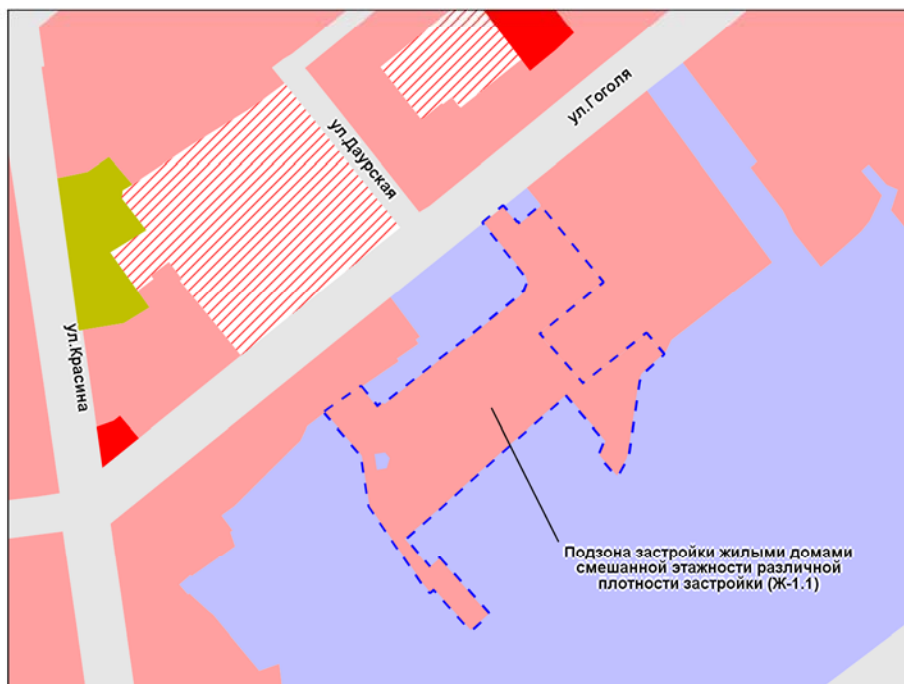 ул.Гоголя
ул.Даурская
ул.Красина
Подзона застройки жилыми домами
смешанной этажности различной
плотности застройки (Ж-1.1)